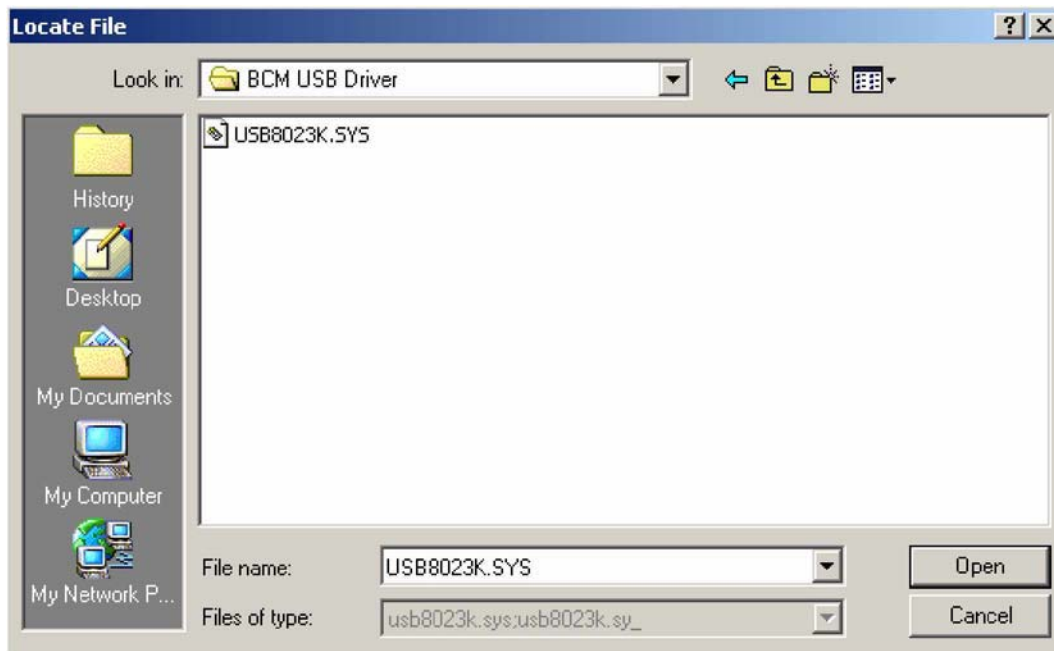 Locate File
Look in: BCM USB Driver
USB8023K.SYS
History
Desktop
My Documents
My Computer
My Network P...
File name: USB8023K.SYS Open
Files of type: usb8023k.sys;usb8023k.sy_ Cancel